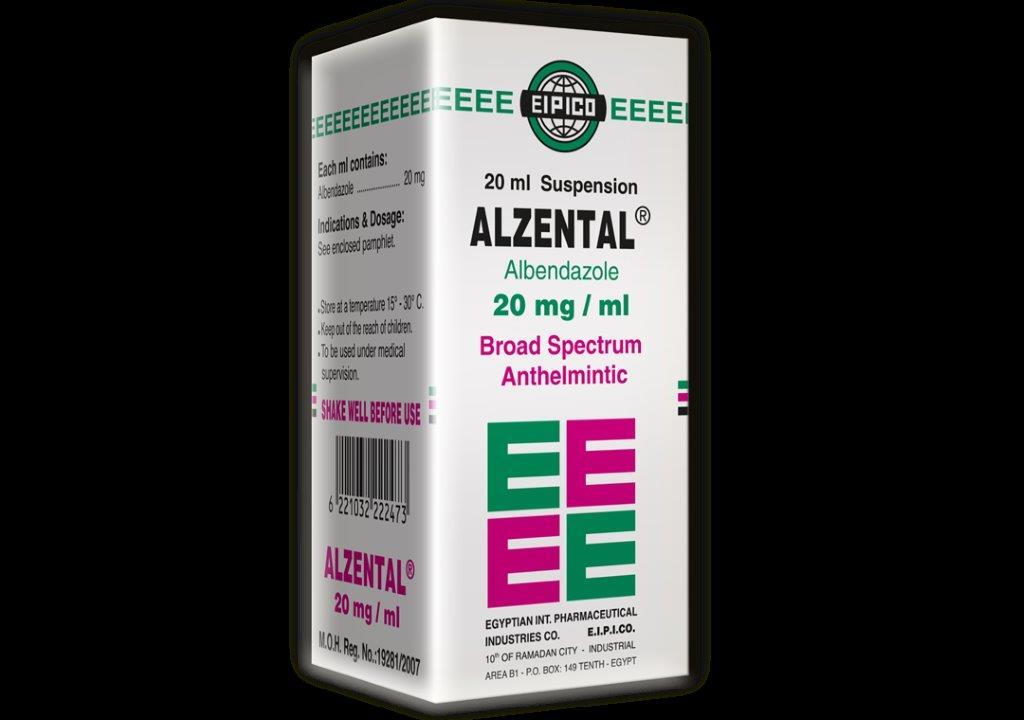 EEEEEEEEEEE
Each ml contains:
Albendazole .................... 20 mg
Indications & Dosage:
See enclosed pamphlet.
• Store at a temperature 15° - 30° C.
• Keep out of the reach of children.
• To be used under medical
supervision.
SHAKE WELL BEFORE USE
6 221032 222473
ALZENTAL®
20 mg / ml
M.O.H. Reg. No.:19281/2007
EEEE EIPICO EEEE
20 ml Suspension
ALZENTAL®
Albendazole
20 mg / ml
Broad Spectrum
Anthelmintic
EE
EE
EGYPTIAN INT. PHARMACEUTICAL
INDUSTRIES CO. E.I.P.I.CO.
10th OF RAMADAN CITY - INDUSTRIAL
AREA B1 - P.O. BOX: 149 TENTH - EGYPT